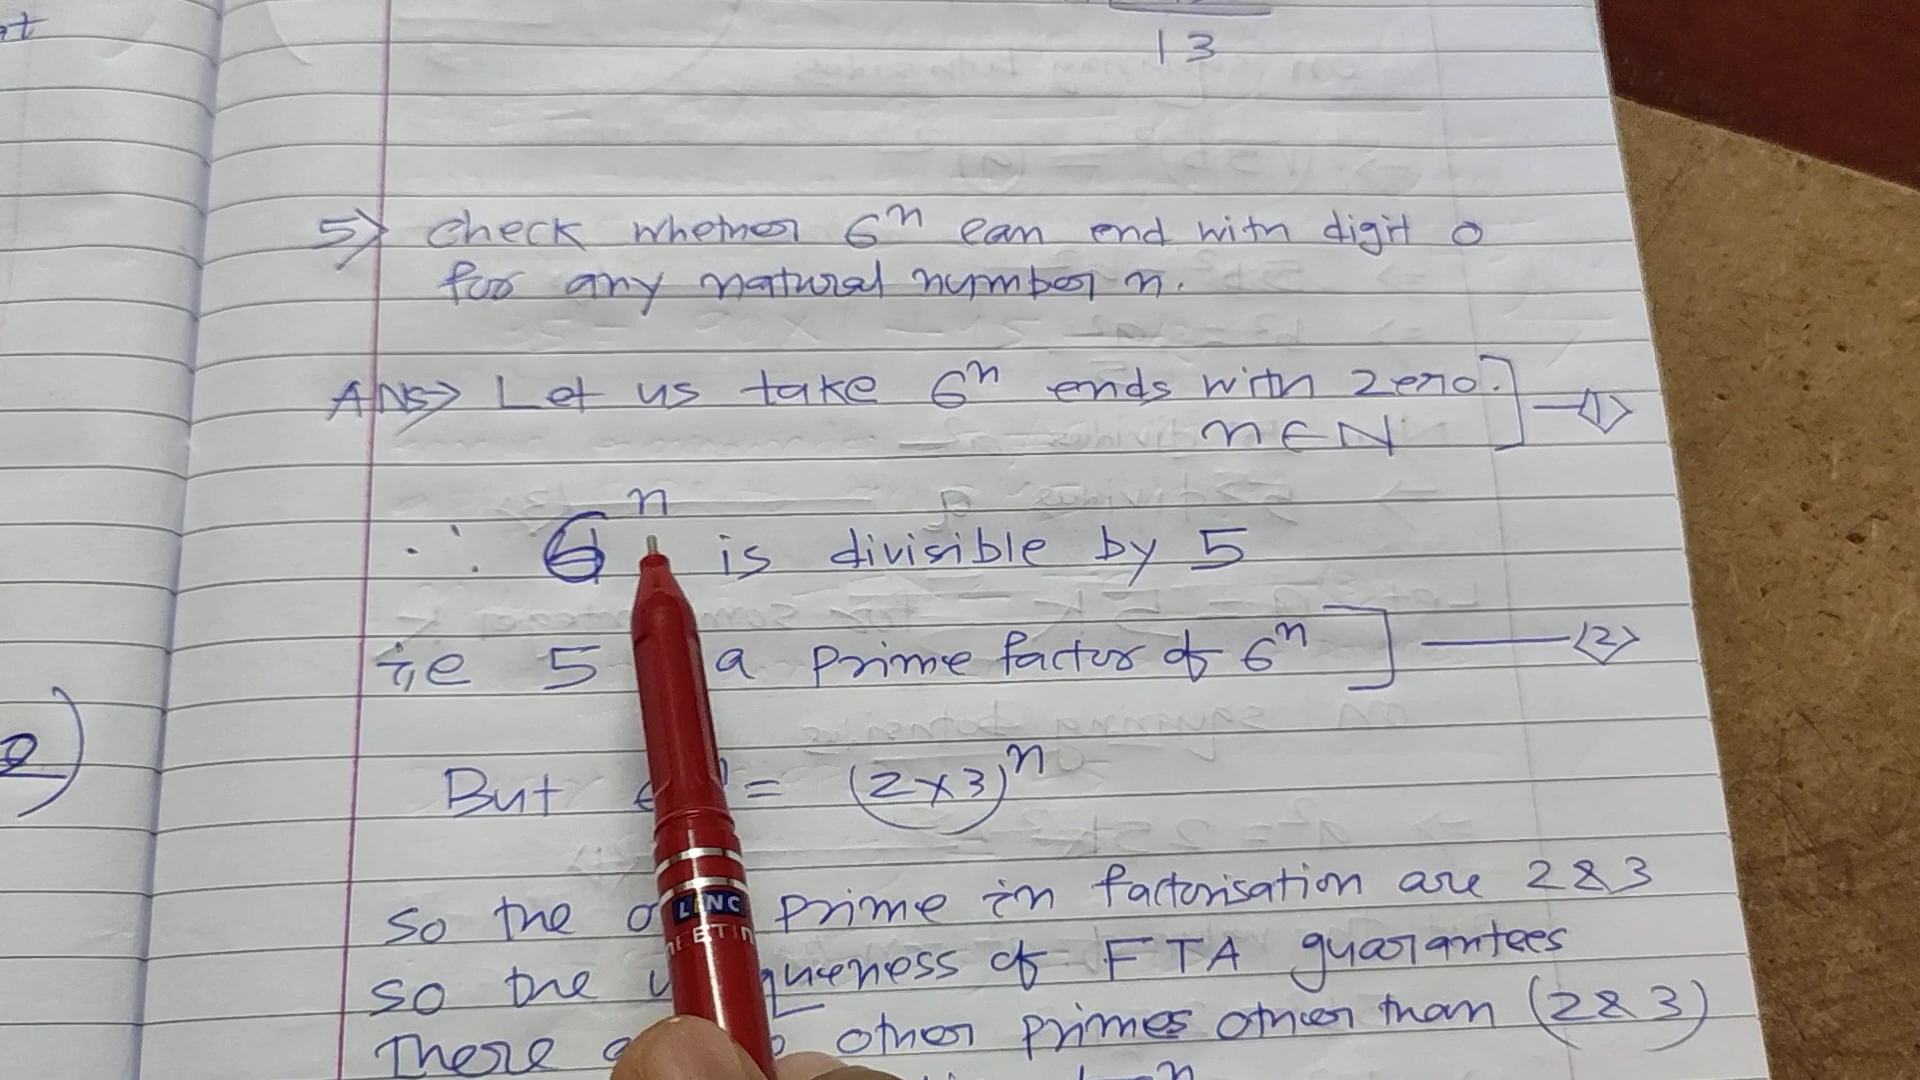 13
5> check whether 6ⁿ can end with digit 0
for any natural number n.
ANS> Let us take 6ⁿ ends with zero. ] —<1>
n ∈ N
∴ 6ⁿ is divisible by 5
i,e 5 a prime factor of 6ⁿ ] —<2>
But = (2×3)ⁿ
So the prime in factorisation are 2 & 3
LINC
So the of FTA guarantees
There other primes other than (2 & 3)
n